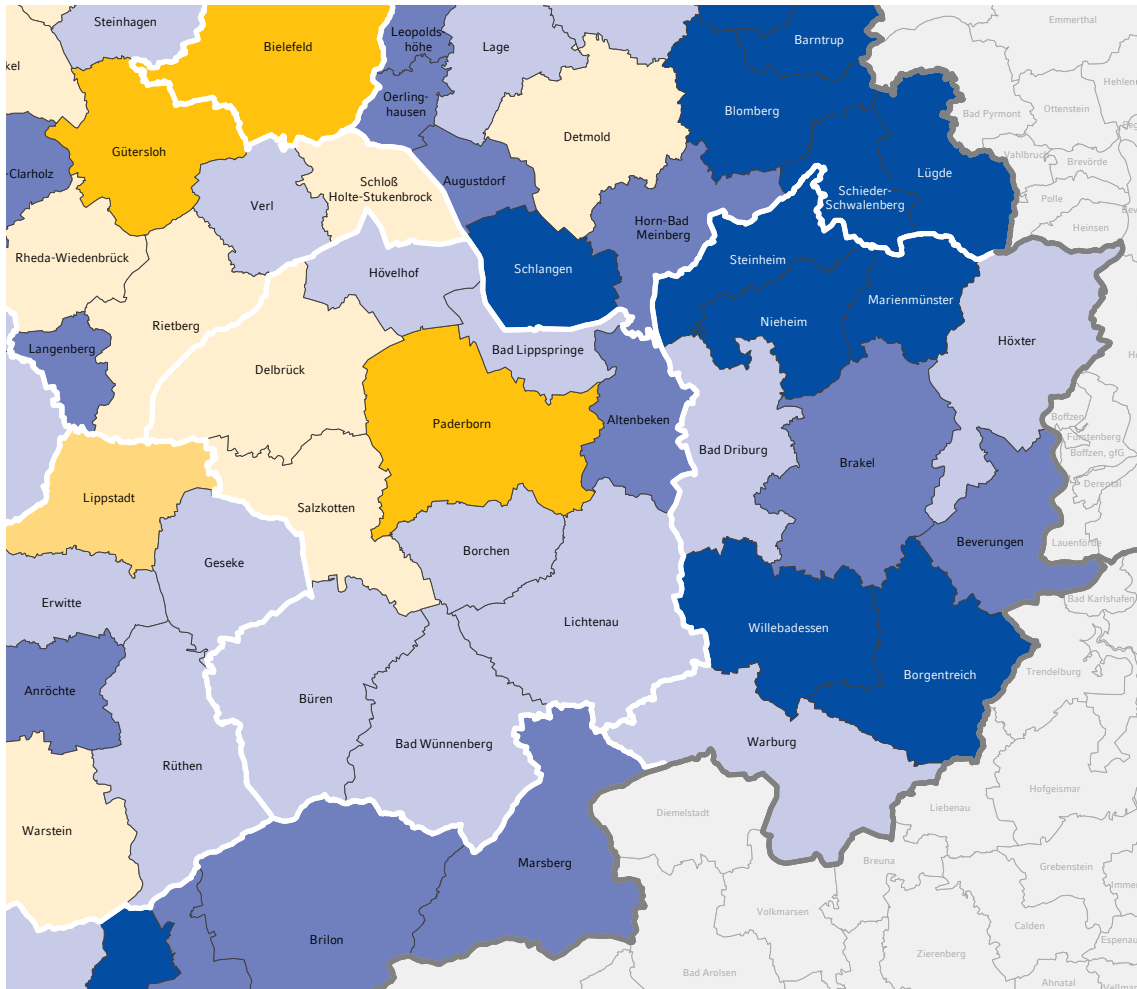 Emmerthal
Steinhagen
Bielefeld
Leopolds-
höhe
Lage
Barntrup
kel
Hehlen
Oerling-
hausen
Blomberg
Ottenstein
Bad Pyrmont
Detmold
Gütersloh
Vahlbruch
Brevörde
-Clarholz
Augustdorf
Lügde
Schloß
Holte-Stukenbrock
Verl
Schieder-
Schwalenberg
Polle
Horn-Bad
Meinberg
Heinsen
Rheda-Wiedenbrück
Steinheim
Hövelhof
Schlangen
Marienmünster
Rietberg
Nieheim
Langenberg
Bad Lippspringe
Höxter
Delbrück
Boffzen
Paderborn
Altenbeken
Fürstenberg
Bad Driburg
Boffzen, gfG
Brakel
Derental
Lippstadt
Salzkotten
Beverungen
Lauenförde
Borchen
Geseke
Erwitte
Bad Karlshafen
Lichtenau
Willebadessen
Trendelburg
Borgentreich
Anröchte
Büren
Bad Wünnenberg
Warburg
Rüthen
Hofgeismar
Liebenau
Diemelstadt
Warstein
Marsberg
Breuna
Grebenstein
Imme
Volkmarsen
Calden
Brilon
Espenau
Zierenberg
Bad Arolsen
Ahnatal
Vellmar